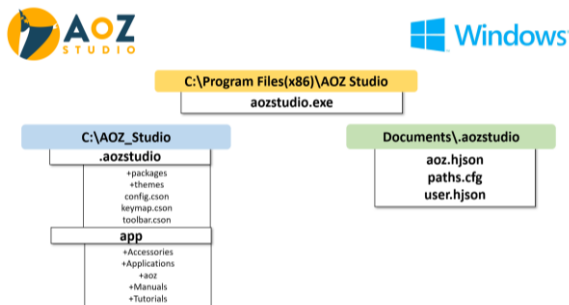 AOZ
STUDIO
Windows
C:\Program Files(x86)\AOZ Studio
aozstudio.exe
C:\AOZ_Studio
.aozstudio
+packages
+themes
config.cson
keymap.cson
toolbar.cson
app
+Accessories
+Applications
+aoz
+Manuals
+Tutorials
Documents\.aozstudio
aoz.hjson
paths.cfg
user.hjson